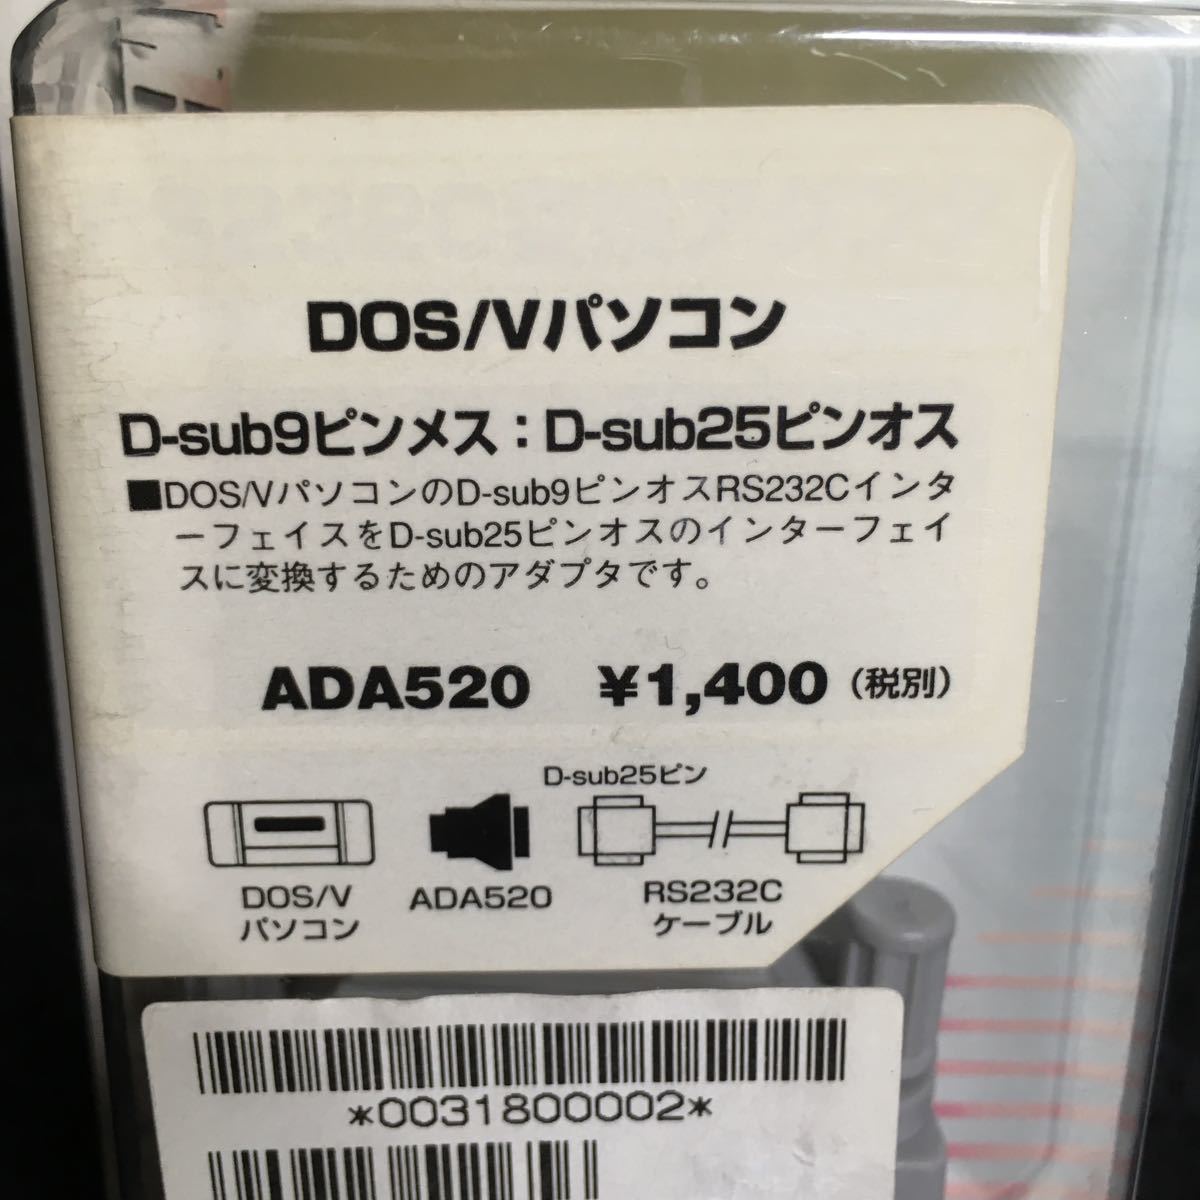 DOS/Vパソコン
D-sub9ピンメス：D-sub25ピンオス
■DOS/VパソコンのD-sub9ピンオスRS232Cインタ
ーフェイスをD-sub25ピンオスのインターフェイ
スに変換するためのアダプタです。
ADA520 ¥1,400（税別）
D-sub25ピン
DOS/V
パソコン
ADA520
RS232C
ケーブル
*0031800002*